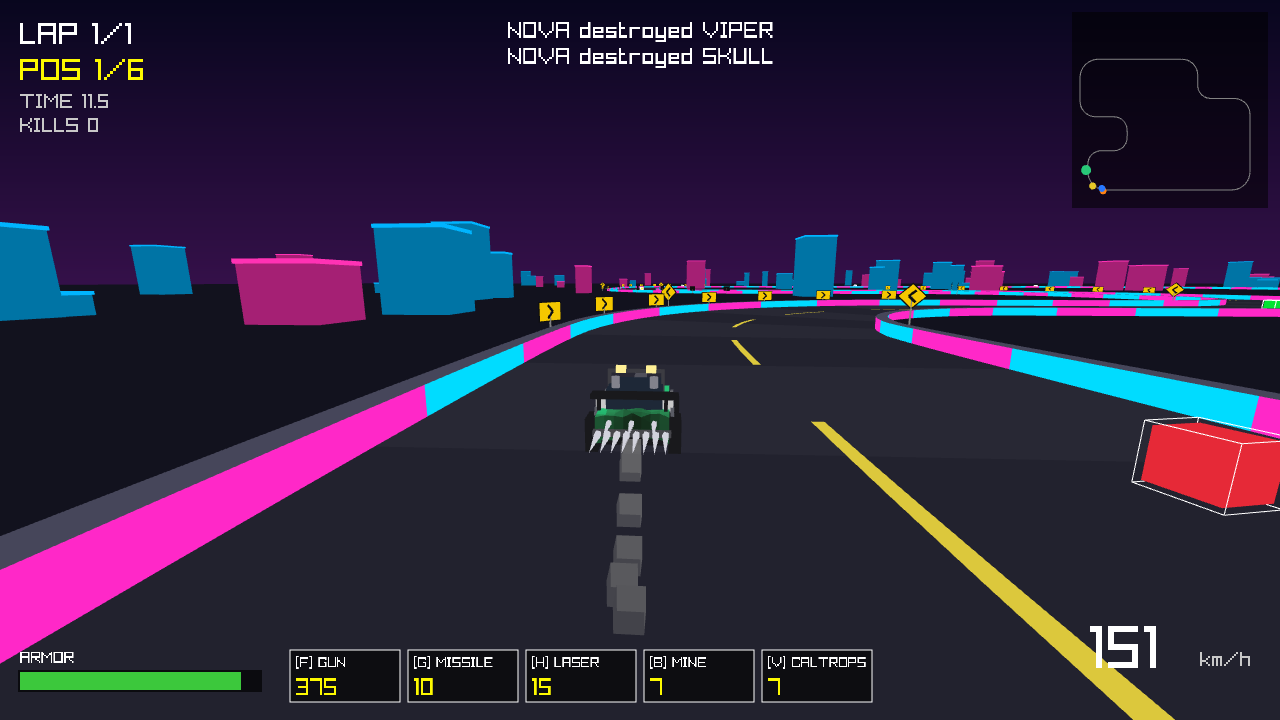 LAP 1/1
POS 1/6
TIME 11.5
KILLS 0
NOVA destroyed VIPER
NOVA destroyed SKULL
ARMOR
[F] GUN
375
[G] MISSILE
10
[H] LASER
15
[B] MINE
7
[V] CALTROPS
7
151 km/h